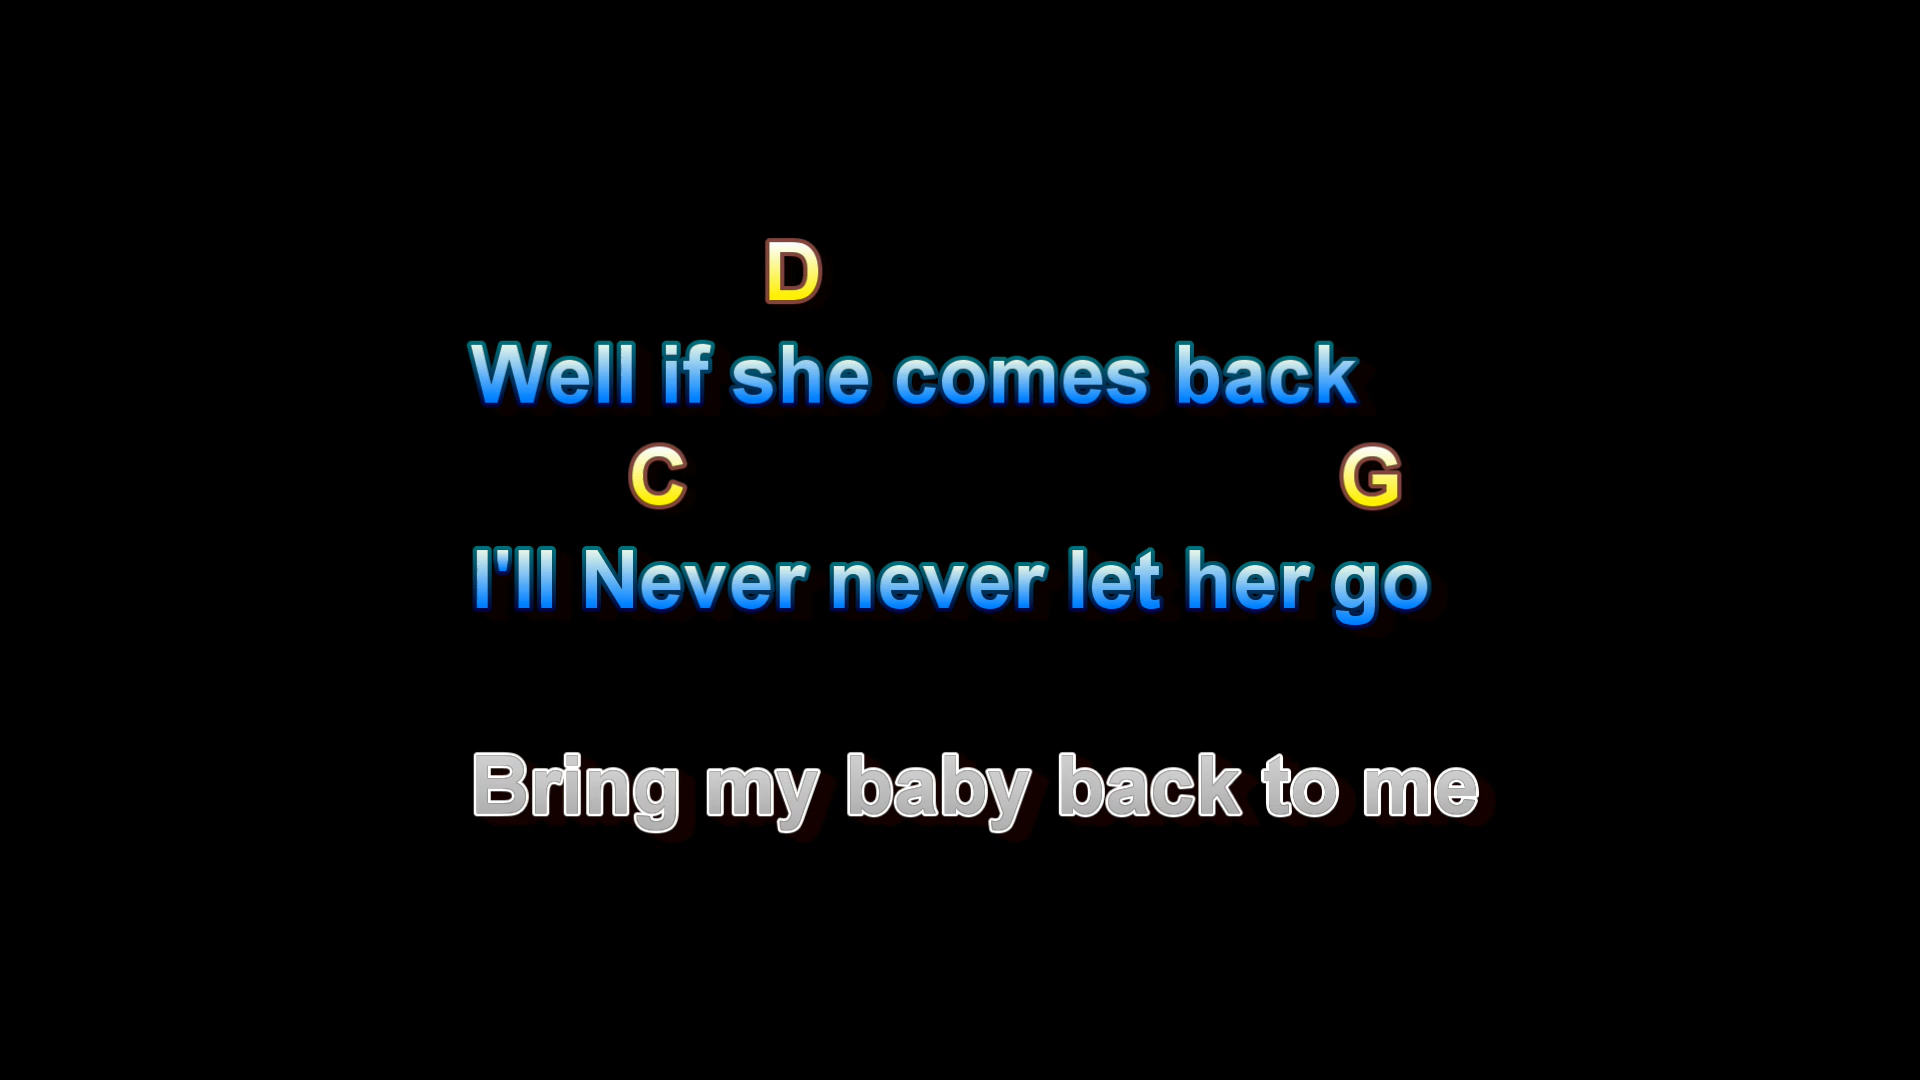 D
Well if she comes back
C G
I'll Never never let her go
Bring my baby back to me